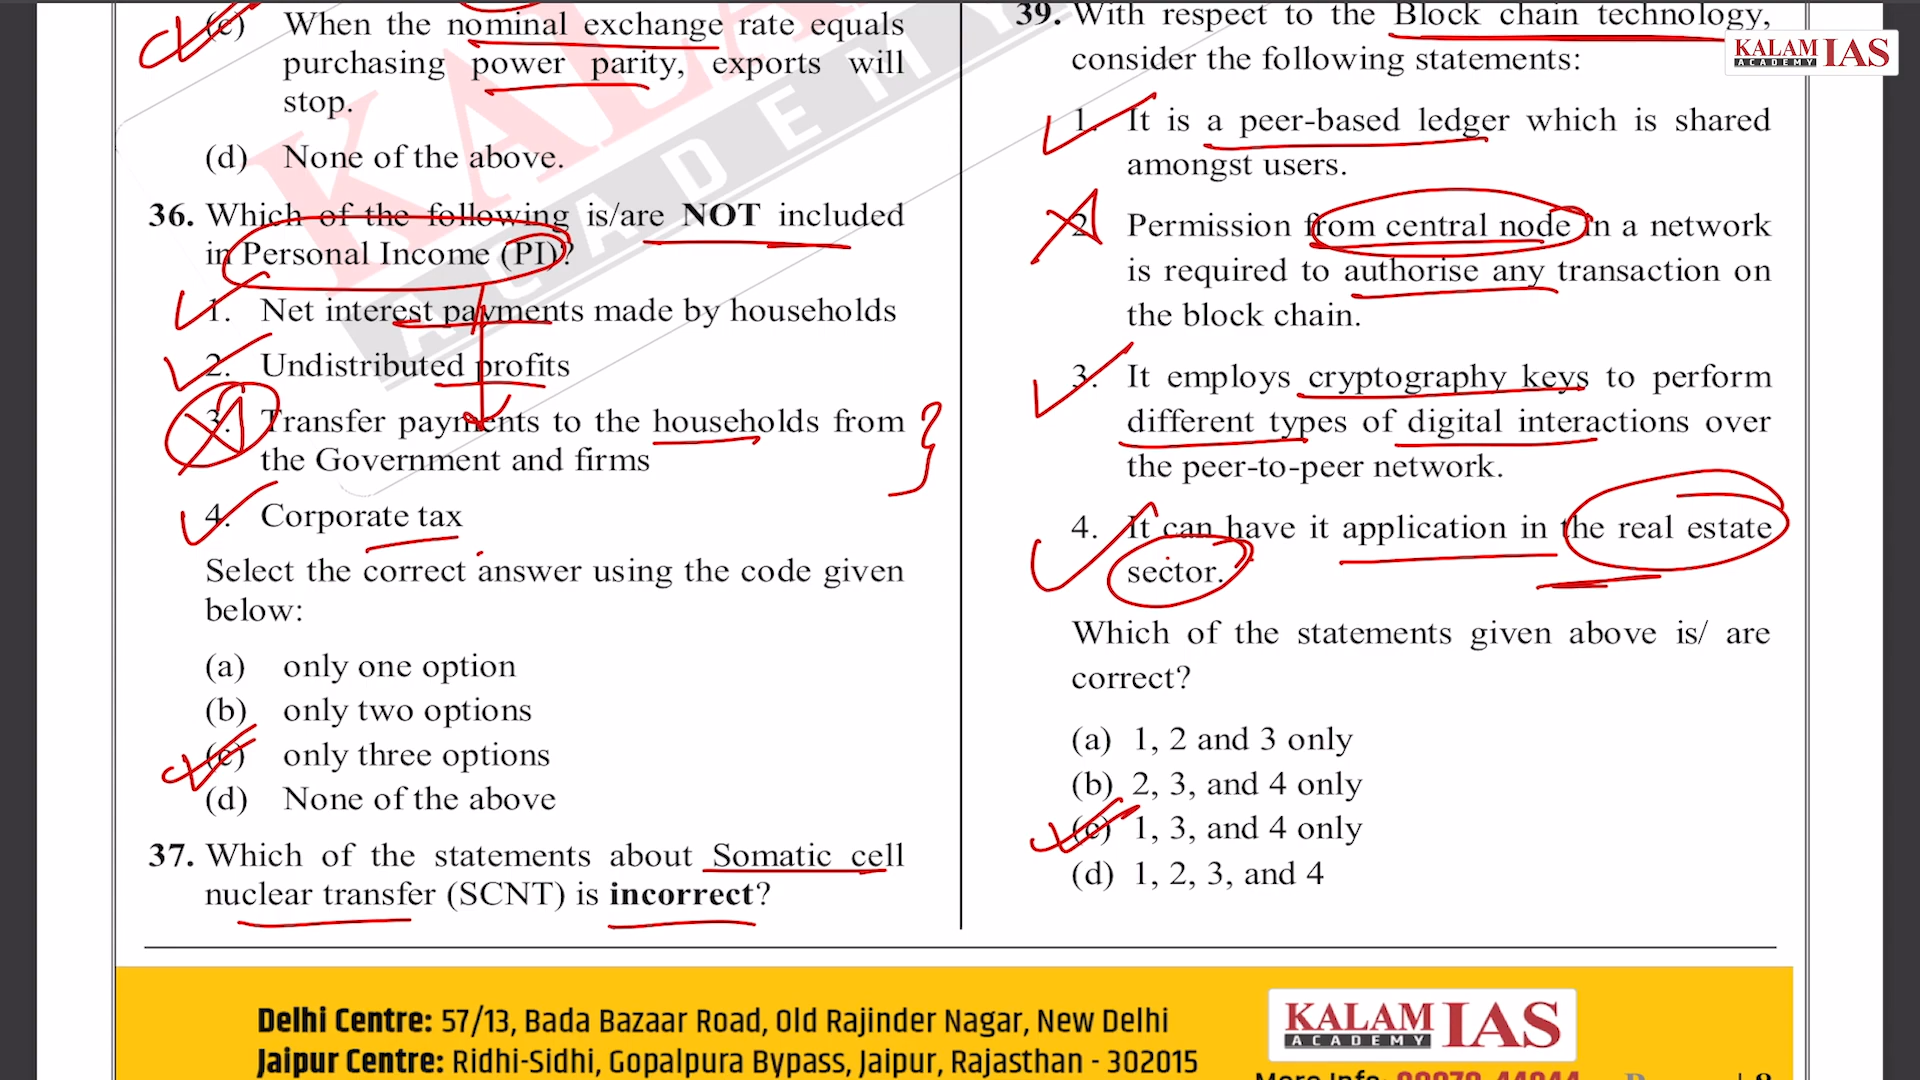 (c) When the nominal exchange rate equals
purchasing power parity, exports will
stop.
(d) None of the above.
36. Which of the following is/are NOT included
in Personal Income (PI)?
1. Net interest payments made by households
2. Undistributed profits
3. Transfer payments to the households from
the Government and firms
4. Corporate tax
Select the correct answer using the code given
below:
(a) only one option
(b) only two options
(c) only three options
(d) None of the above
37. Which of the statements about Somatic cell
nuclear transfer (SCNT) is incorrect?
39. With respect to the Block chain technology,
consider the following statements:
1. It is a peer-based ledger which is shared
amongst users.
2. Permission from central node in a network
is required to authorise any transaction on
the block chain.
3. It employs cryptography keys to perform
different types of digital interactions over
the peer-to-peer network.
4. It can have it application in the real estate
sector.
Which of the statements given above is/ are
correct?
(a) 1, 2 and 3 only
(b) 2, 3, and 4 only
(c) 1, 3, and 4 only
(d) 1, 2, 3, and 4
KALAM IAS
ACADEMY
Delhi Centre: 57/13, Bada Bazaar Road, Old Rajinder Nagar, New Delhi
Jaipur Centre: Ridhi-Sidhi, Gopalpura Bypass, Jaipur, Rajasthan - 302015
KALAM IAS
ACADEMY